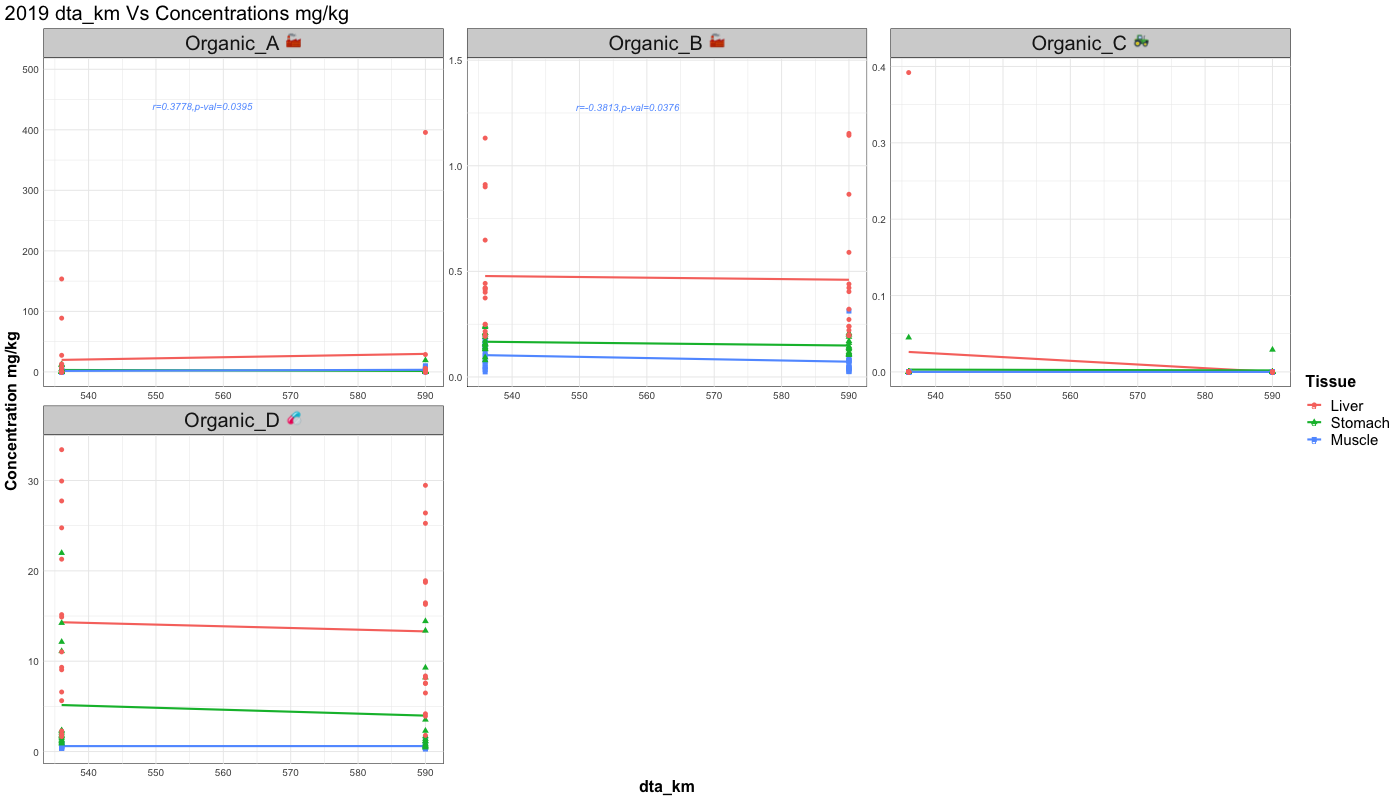 2019 dta_km Vs Concentrations mg/kg
Organic_A 🏭
Organic_B 🏭
Organic_C 🚜
500
400
300
200
100
0
r=0.3778,p-val=0.0395
540 550 560 570 580 590
1.5
1.0
0.5
0.0
r=-0.3813,p-val=0.0376
540 550 560 570 580 590
0.4
0.3
0.2
0.1
0.0
540 550 560 570 580 590
Organic_D 💊
30
20
10
0
540 550 560 570 580 590
Concentration mg/kg
dta_km
Tissue
Liver
Stomach
Muscle